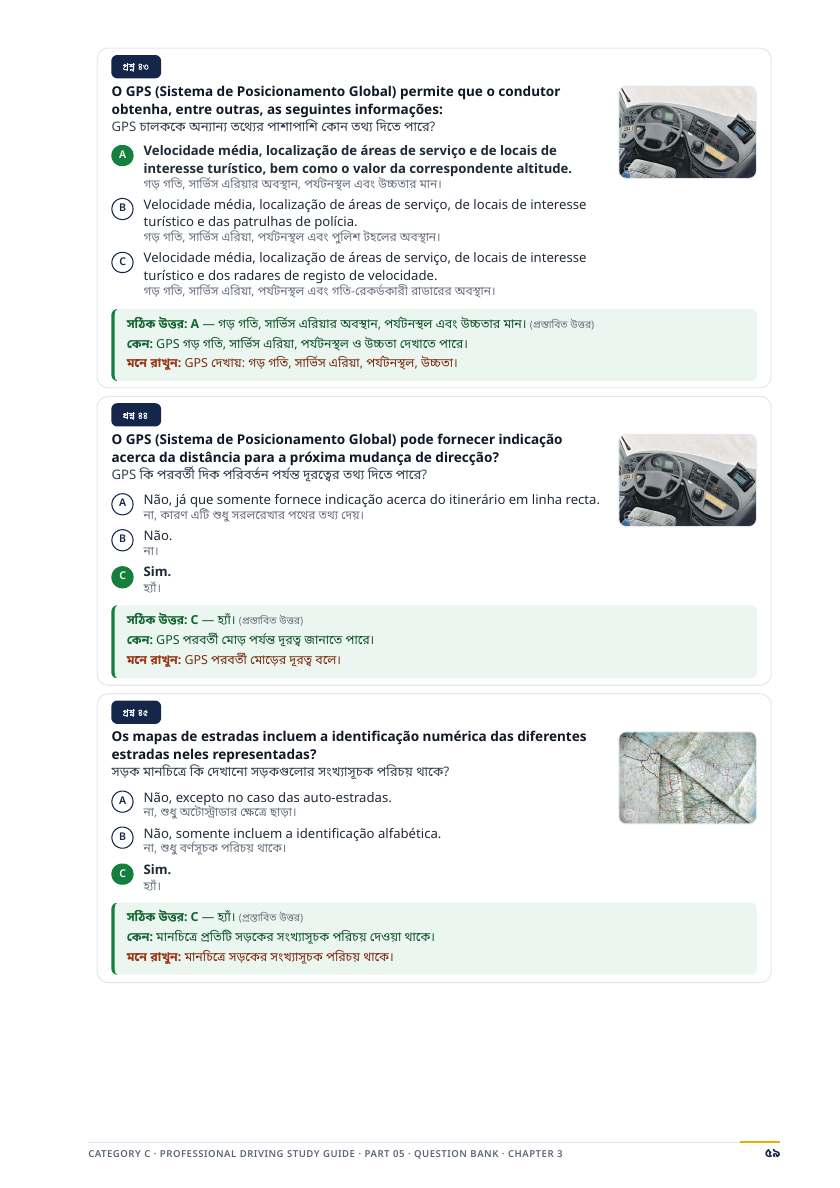 প্রশ্ন ৪৩
O GPS (Sistema de Posicionamento Global) permite que o condutor
obtenha, entre outras, as seguintes informações:
GPS চালককে অন্যান্য তথ্যের পাশাপাশি কোন তথ্য দিতে পারে?
A Velocidade média, localização de áreas de serviço e de locais de
interesse turístico, bem como o valor da correspondente altitude.
গড় গতি, সার্ভিস এরিয়ার অবস্থান, পর্যটনস্থল এবং উচ্চতার মান।
B Velocidade média, localização de áreas de serviço, de locais de interesse
turístico e das patrulhas de polícia.
গড় গতি, সার্ভিস এরিয়া, পর্যটনস্থল এবং পুলিশ টহলের অবস্থান।
C Velocidade média, localização de áreas de serviço, de locais de interesse
turístico e dos radares de registo de velocidade.
গড় গতি, সার্ভিস এরিয়া, পর্যটনস্থল এবং গতি-রেকর্ডকারী রাডারের অবস্থান।
সঠিক উত্তর: A — গড় গতি, সার্ভিস এরিয়ার অবস্থান, পর্যটনস্থল এবং উচ্চতার মান। (প্রস্তাবিত উত্তর)
কেন: GPS গড় গতি, সার্ভিস এরিয়া, পর্যটনস্থল ও উচ্চতা দেখাতে পারে।
মনে রাখুন: GPS দেখায়: গড় গতি, সার্ভিস এরিয়া, পর্যটনস্থল, উচ্চতা।
প্রশ্ন ৪৪
O GPS (Sistema de Posicionamento Global) pode fornecer indicação
acerca da distância para a próxima mudança de direcção?
GPS কি পরবর্তী দিক পরিবর্তন পর্যন্ত দূরত্বের তথ্য দিতে পারে?
A Não, já que somente fornece indicação acerca do itinerário em linha recta.
না, কারণ এটি শুধু সরলরেখার পথের তথ্য দেয়।
B Não.
না।
C Sim.
হ্যাঁ।
সঠিক উত্তর: C — হ্যাঁ। (প্রস্তাবিত উত্তর)
কেন: GPS পরবর্তী মোড় পর্যন্ত দূরত্ব জানাতে পারে।
মনে রাখুন: GPS পরবর্তী মোড়ের দূরত্ব বলে।
প্রশ্ন ৪৫
Os mapas de estradas incluem a identificação numérica das diferentes
estradas neles representadas?
সড়ক মানচিত্রে কি দেখানো সড়কগুলোর সংখ্যাসূচক পরিচয় থাকে?
A Não, excepto no caso das auto-estradas.
না, শুধু অটোস্ট্রাডার ক্ষেত্রে ছাড়া।
B Não, somente incluem a identificação alfabética.
না, শুধু বর্ণসূচক পরিচয় থাকে।
C Sim.
হ্যাঁ।
সঠিক উত্তর: C — হ্যাঁ। (প্রস্তাবিত উত্তর)
কেন: মানচিত্রে প্রতিটি সড়কের সংখ্যাসূচক পরিচয় দেওয়া থাকে।
মনে রাখুন: মানচিত্রে সড়কের সংখ্যাসূচক পরিচয় থাকে।
CATEGORY C · PROFESSIONAL DRIVING STUDY GUIDE · PART 05 · QUESTION BANK · CHAPTER 3 ৫৯